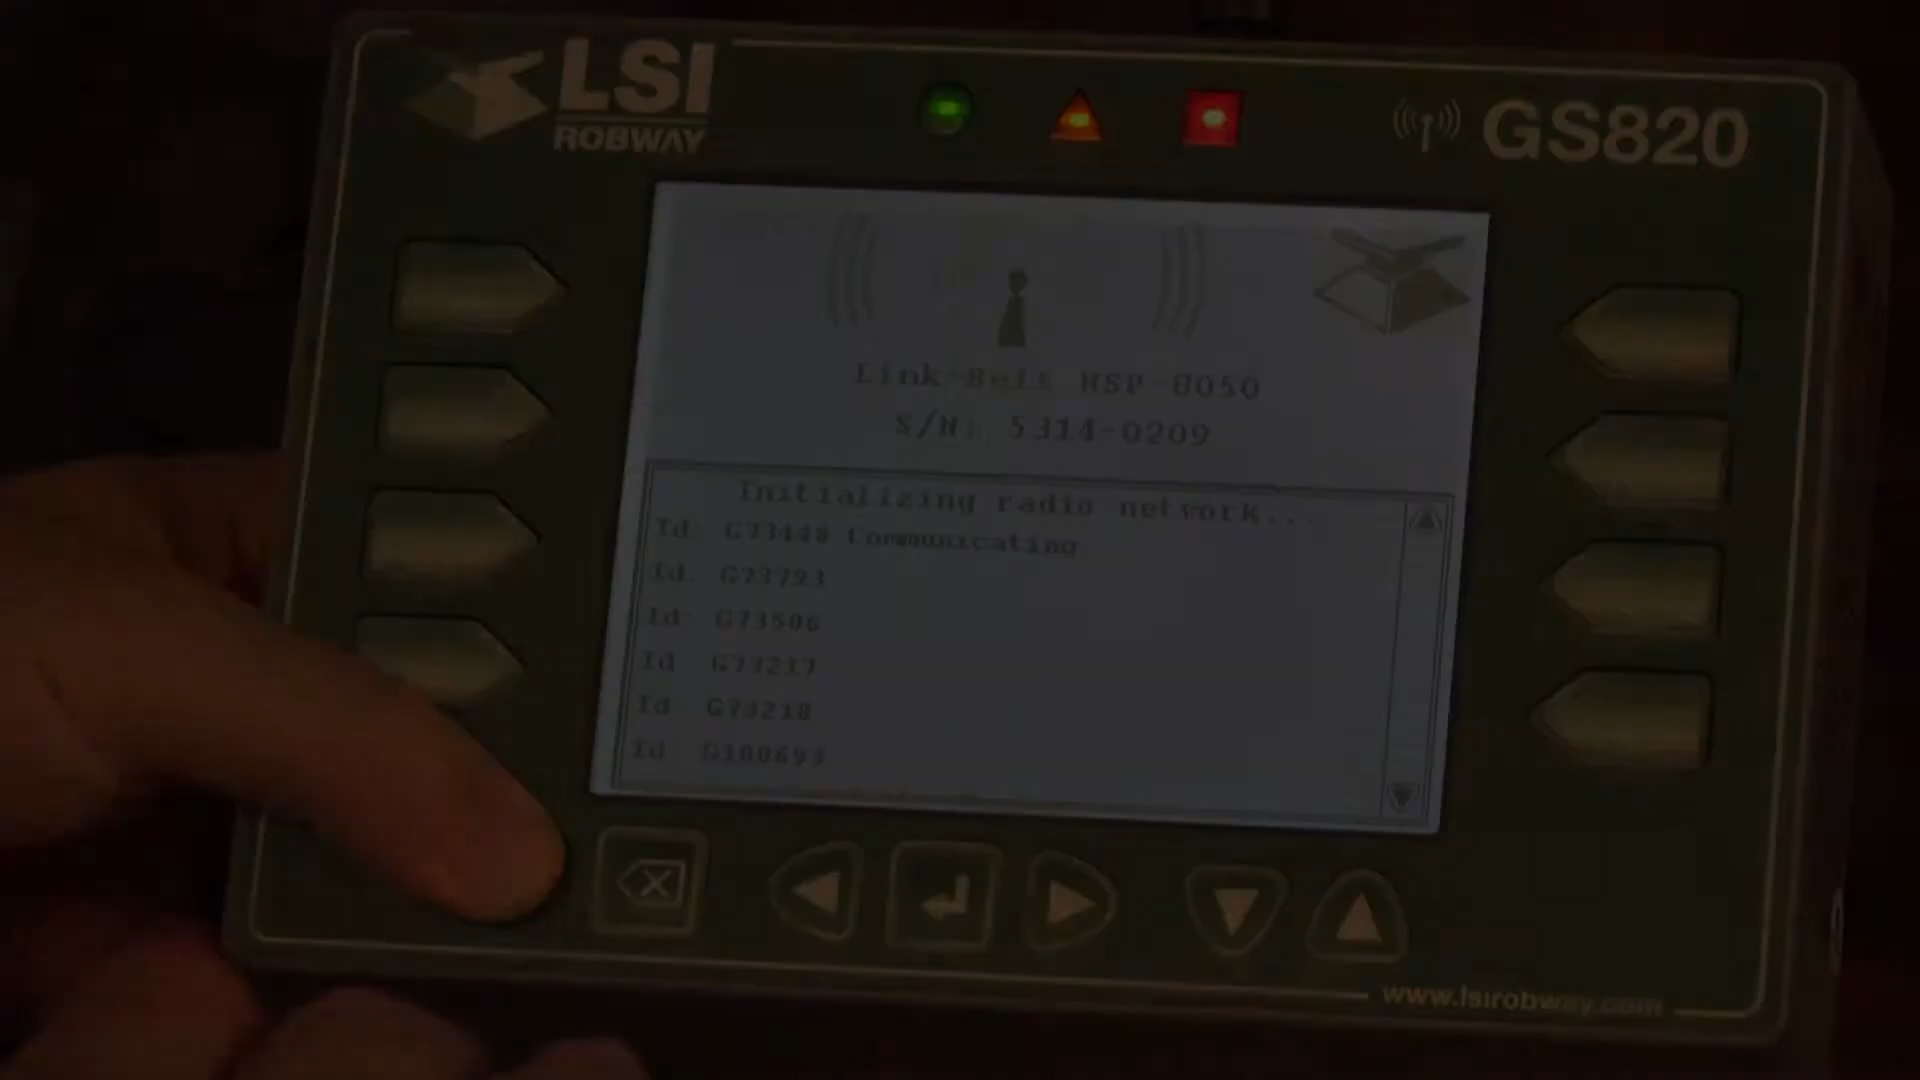 LSI
ROBWAY
GS820
Link-Belt HSP-8050
S/N: 5314-0209
Initializing radio network...
Id: G73448 Communicating
Id: G73793
Id: G73506
Id: G73217
Id: G73218
Id: G100693
www.lsirobway.com